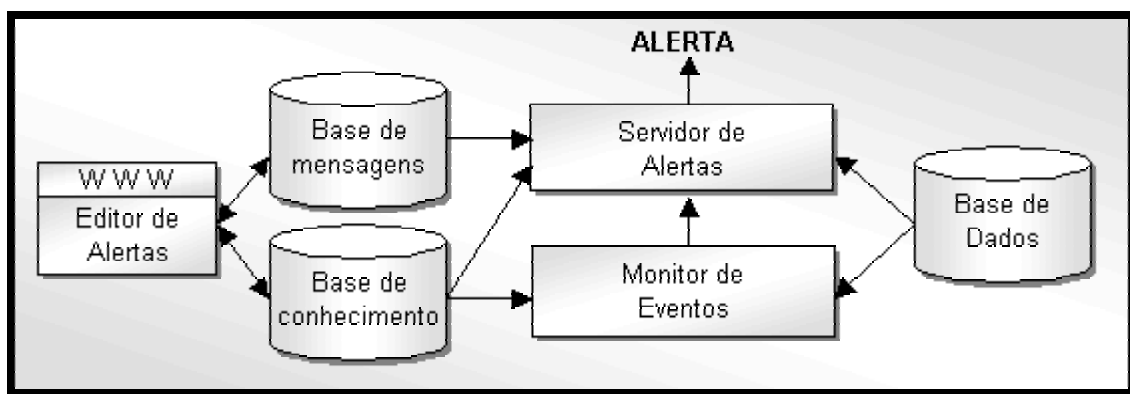 ALERTA
Base de
mensagens
Servidor de
Alertas
W W W
Editor de
Alertas
Base de
Dados
Base de
conhecimento
Monitor de
Eventos